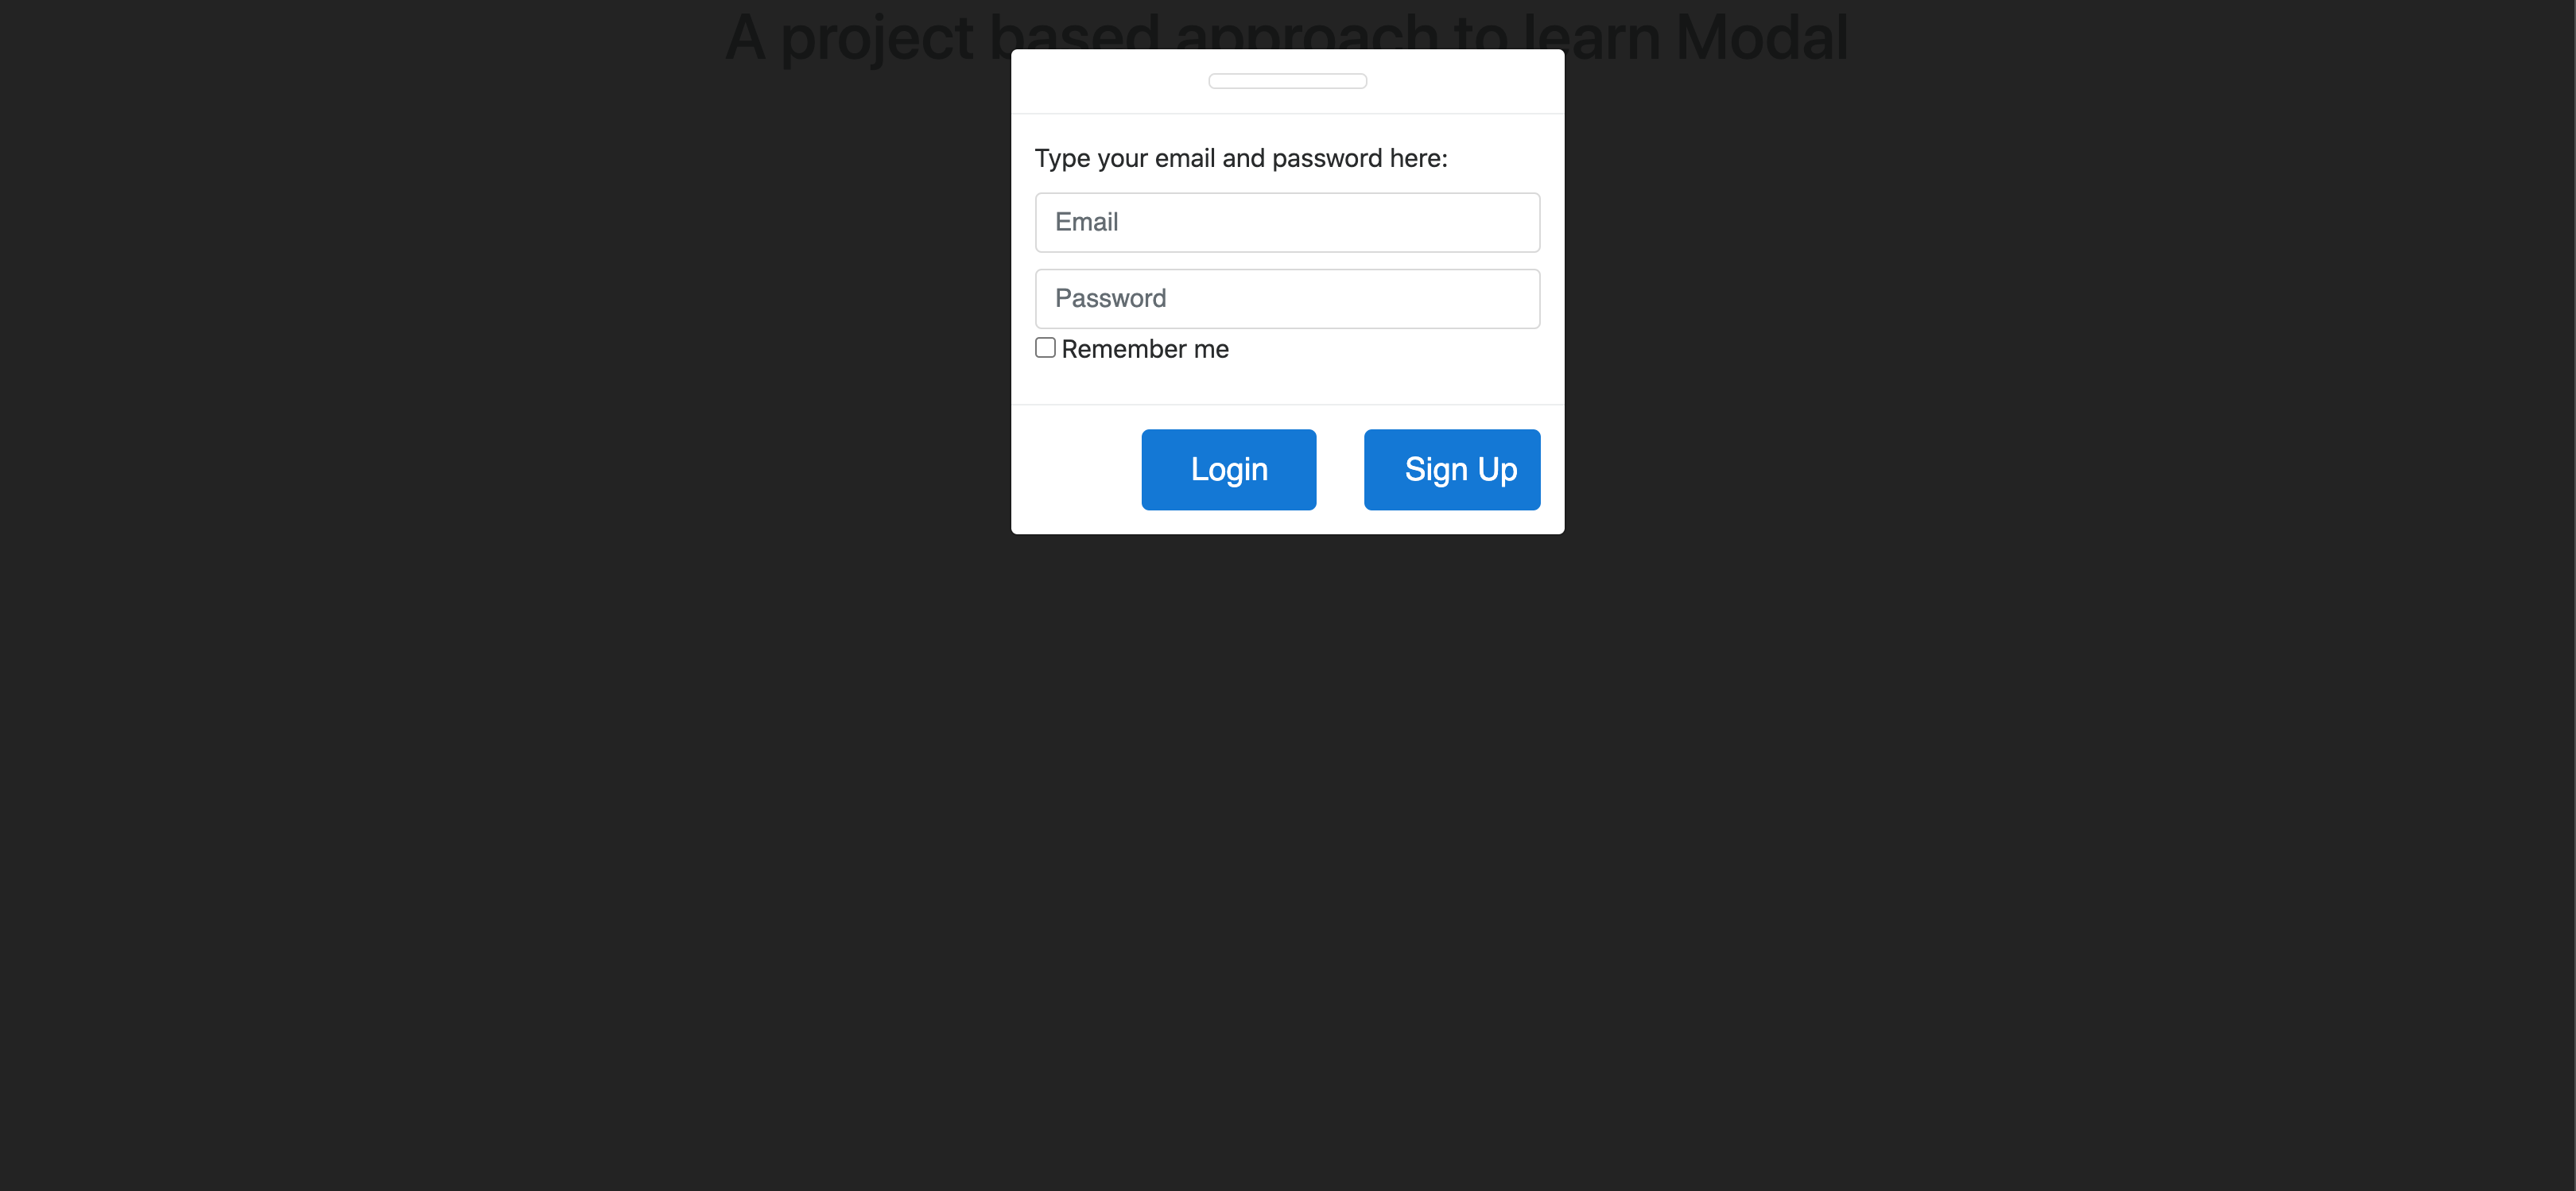 A project based approach to learn Modal
Type your email and password here:
Email
Password
Remember me
Login
Sign Up